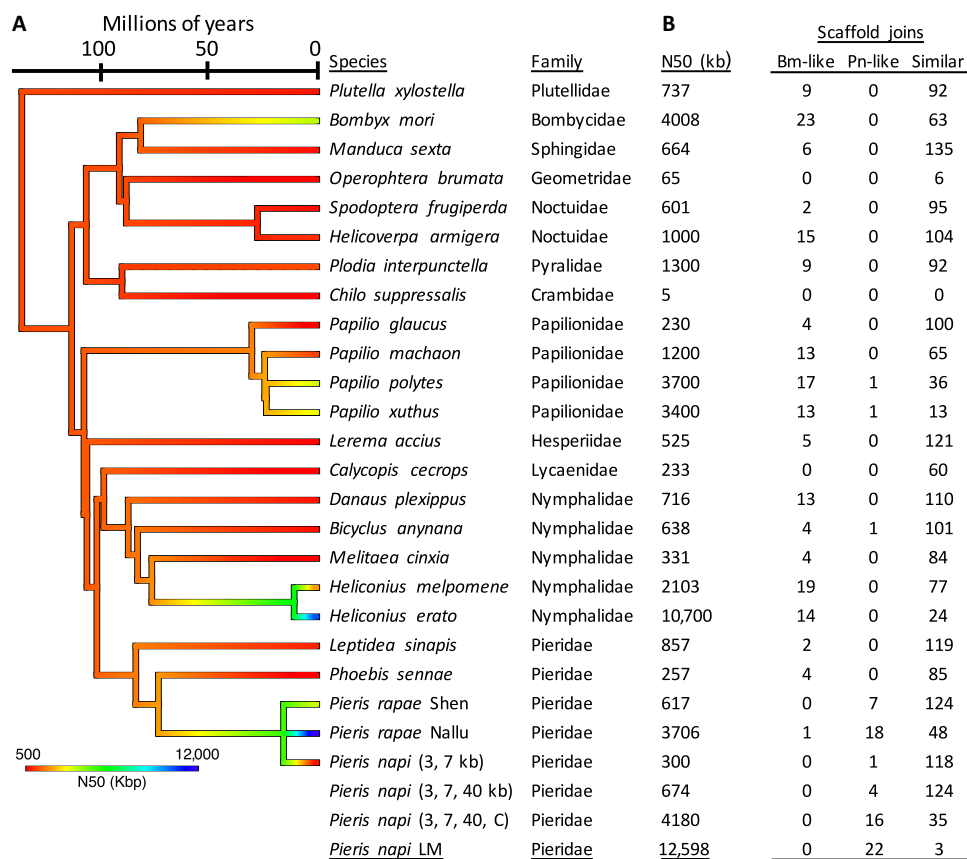 A Millions of years B
100 50 0
Scaffold joins
Species Family N50 (kb) Bm-like Pn-like Similar
Plutella xylostella Plutellidae 737 9 0 92
Bombyx mori Bombycidae 4008 23 0 63
Manduca sexta Sphingidae 664 6 0 135
Operophtera brumata Geometridae 65 0 0 6
Spodoptera frugiperda Noctuidae 601 2 0 95
Helicoverpa armigera Noctuidae 1000 15 0 104
Plodia interpunctella Pyralidae 1300 9 0 92
Chilo suppressalis Crambidae 5 0 0 0
Papilio glaucus Papilionidae 230 4 0 100
Papilio machaon Papilionidae 1200 13 0 65
Papilio polytes Papilionidae 3700 17 1 36
Papilio xuthus Papilionidae 3400 13 1 13
Lerema accius Hesperiidae 525 5 0 121
Calycopis cecrops Lycaenidae 233 0 0 60
Danaus plexippus Nymphalidae 716 13 0 110
Bicyclus anynana Nymphalidae 638 4 1 101
Melitaea cinxia Nymphalidae 331 4 0 84
Heliconius melpomene Nymphalidae 2103 19 0 77
Heliconius erato Nymphalidae 10,700 14 0 24
Leptidea sinapis Pieridae 857 2 0 119
Phoebis sennae Pieridae 257 4 0 85
Pieris rapae Shen Pieridae 617 0 7 124
Pieris rapae Nallu Pieridae 3706 1 18 48
500 12,000
N50 (Kbp)
Pieris napi (3, 7 kb) Pieridae 300 0 1 118
Pieris napi (3, 7, 40 kb) Pieridae 674 0 4 124
Pieris napi (3, 7, 40, C) Pieridae 4180 0 16 35
Pieris napi LM Pieridae 12,598 0 22 3